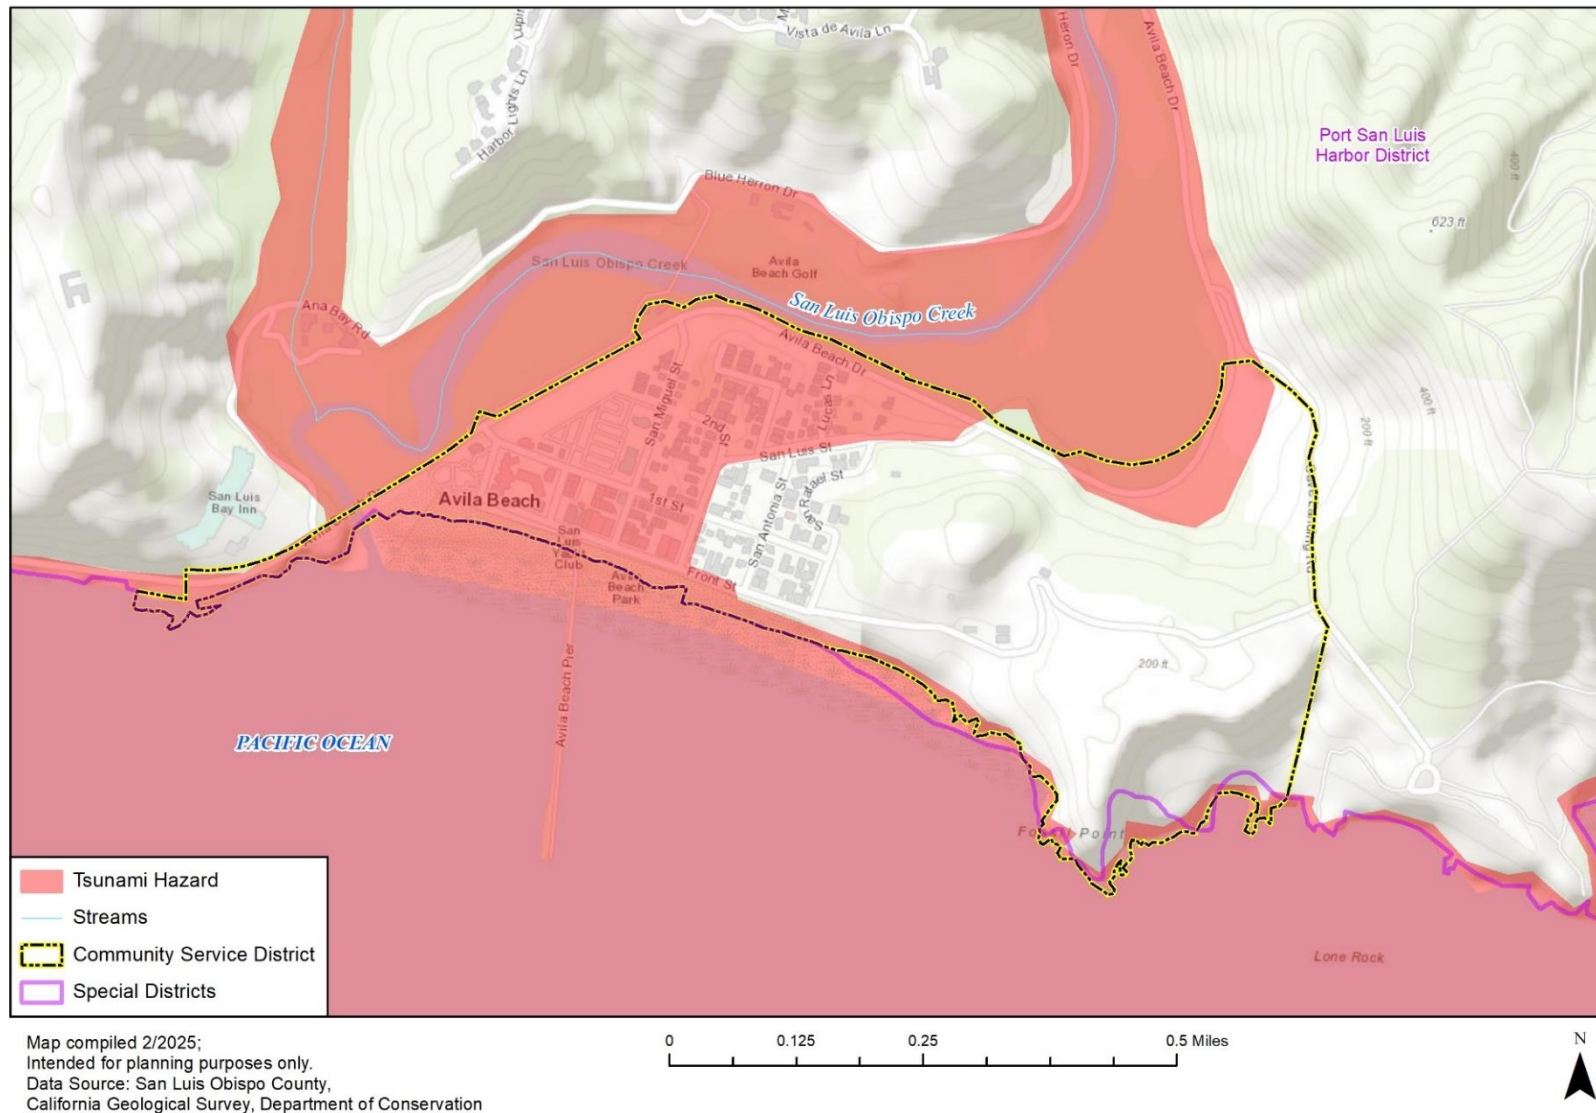 Lupin
M
Vista de Avila Ln
Heron Dr
Avila Beach Dr
Harbor Lights Ln
Port San Luis
Harbor District
400 ft
Blue Herron Dr
623 ft
San Luis Obispo Creek
Avila
Beach Golf
Ana Bay Rd
San Luis Obispo Creek
Avila Beach Dr
San Miguel St
Lucas Ln
2nd St
400 ft
200 ft
San Luis St
San Luis
Bay Inn
Avila Beach
1st St
San Antonia St
San Rafael St
San
Luis
Yacht
Club
Avila
Beach
Park
Front St
200 ft
Avila Beach Pier
PACIFIC OCEAN
Fossil Point
Lone Rock
Tsunami Hazard
Streams
Community Service District
Special Districts
Map compiled 2/2025;
Intended for planning purposes only.
Data Source: San Luis Obispo County,
California Geological Survey, Department of Conservation
0 0.125 0.25 0.5 Miles
N